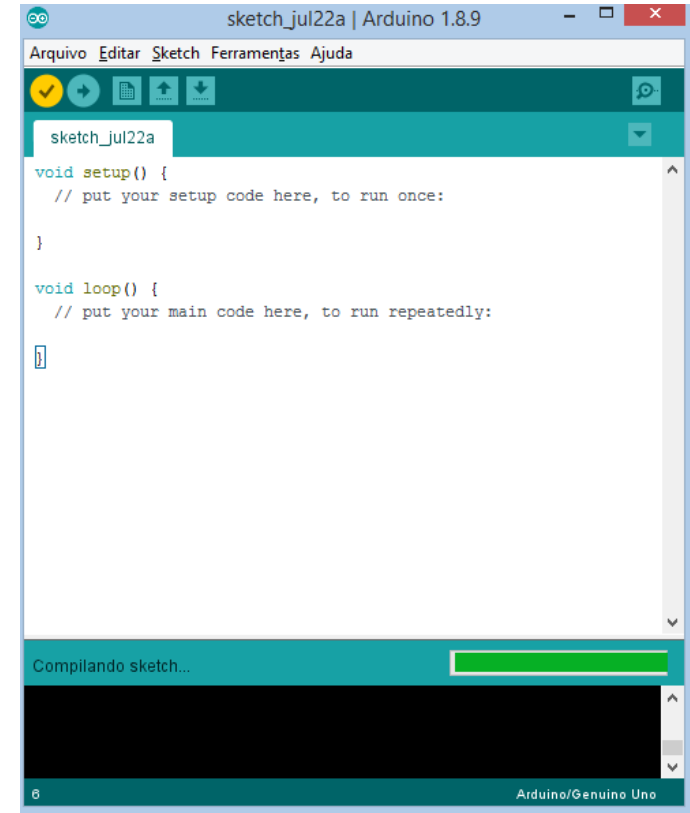 sketch_jul22a | Arduino 1.8.9
Arquivo Editar Sketch Ferramentas Ajuda
sketch_jul22a
void setup() {
  // put your setup code here, to run once:
}
void loop() {
  // put your main code here, to run repeatedly:
}
Compilando sketch...
6 Arduino/Genuino Uno